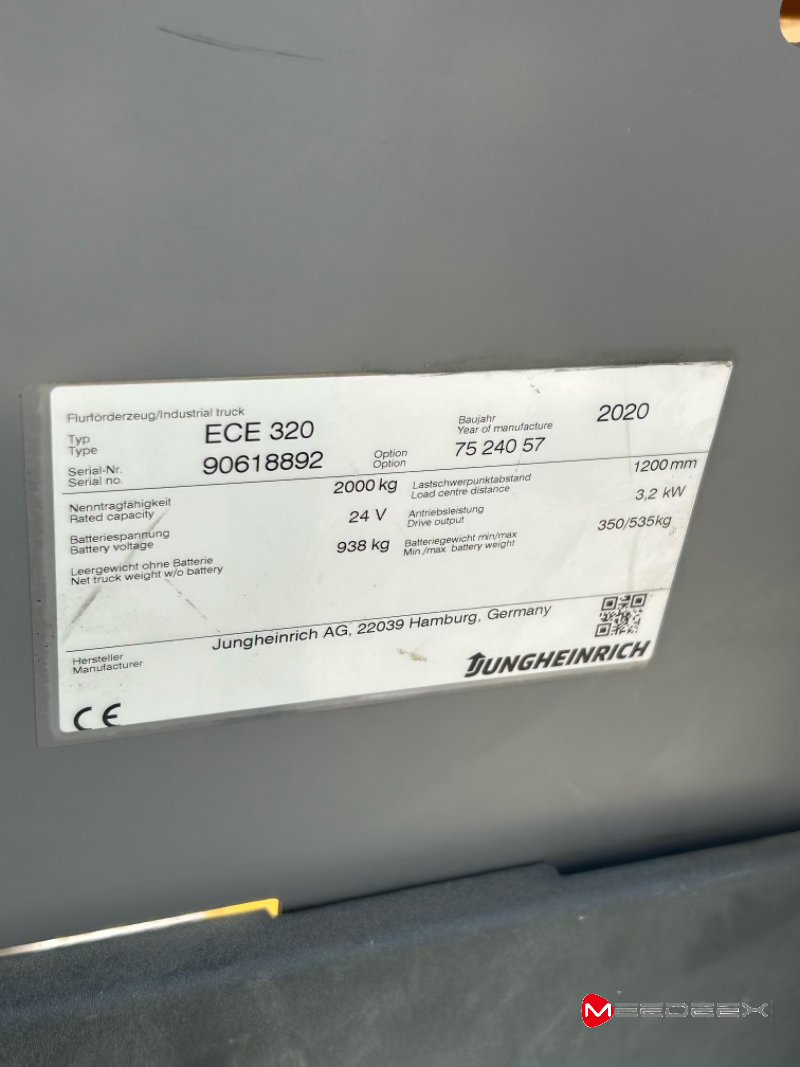 Flurförderzeug/Industrial truck
Typ
Type
ECE 320
Baujahr
Year of manufacture
2020
Serial-Nr.
Serial no.
90618892
Option
Option
75 240 57
Nenntragfähigkeit
Rated capacity
2000 kg
Lastschwerpunktabstand
Load centre distance
1200 mm
Batteriespannung
Battery voltage
24 V
Antriebsleistung
Drive output
3,2 kW
Leergewicht ohne Batterie
Net truck weight w/o battery
938 kg
Batteriegewicht min/max
Min./max. battery weight
350/535kg
Hersteller
Manufacturer
Jungheinrich AG, 22039 Hamburg, Germany
JUNGHEINRICH
CE
MEEDEEX